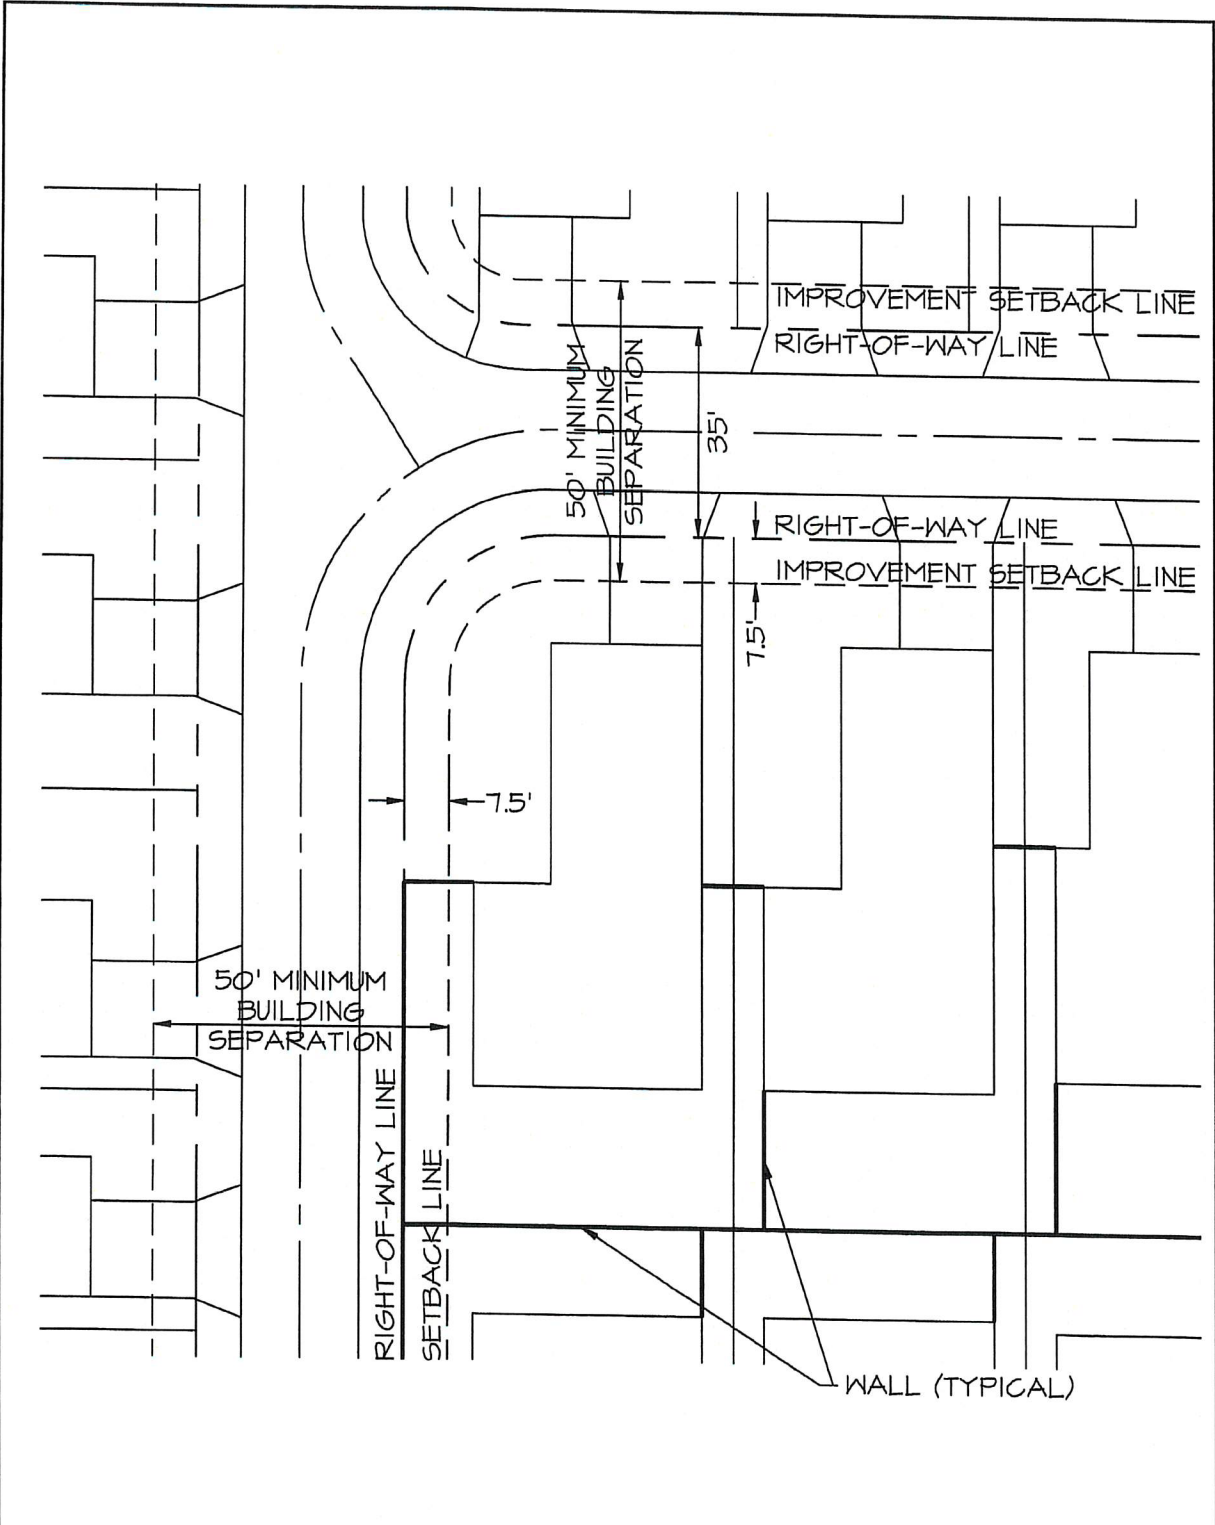 IMPROVEMENT SETBACK LINE
RIGHT-OF-WAY LINE
50' MINIMUM
BUILDING
SEPARATION
35'
RIGHT-OF-WAY LINE
IMPROVEMENT SETBACK LINE
7.5'
7.5'
50' MINIMUM
BUILDING
SEPARATION
RIGHT-OF-WAY LINE
SETBACK LINE
WALL (TYPICAL)